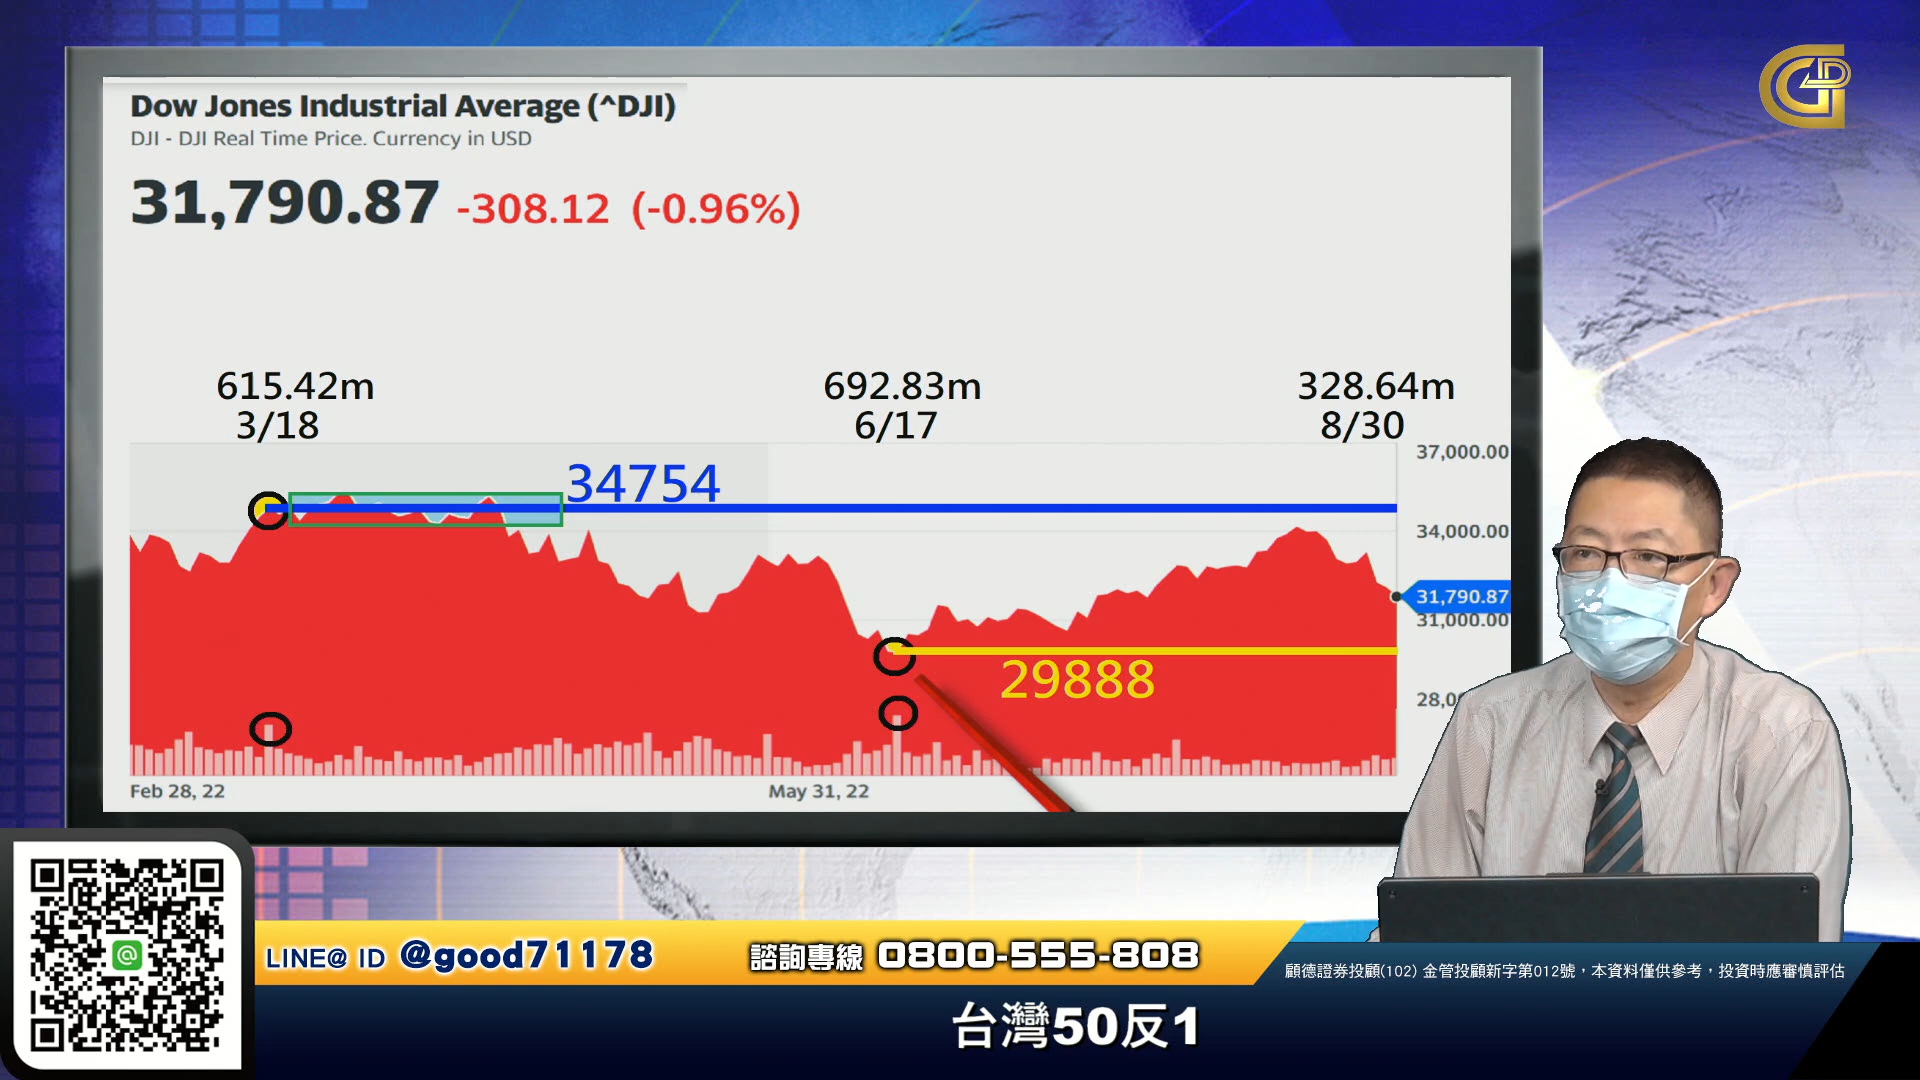 Dow Jones Industrial Average (^DJI)
DJI - DJI Real Time Price. Currency in USD
31,790.87 -308.12 (-0.96%)
615.42m
3/18
692.83m
6/17
328.64m
8/30
34754
29888
37,000.00
34,000.00
31,790.87
31,000.00
28,0
Feb 28, 22
May 31, 22
GD
LINE@ ID @good71178
諮詢專線 0800-555-808
顧德證券投顧(102) 金管投顧新字第012號，本資料僅供參考，投資時應審慎評估
台灣50反1